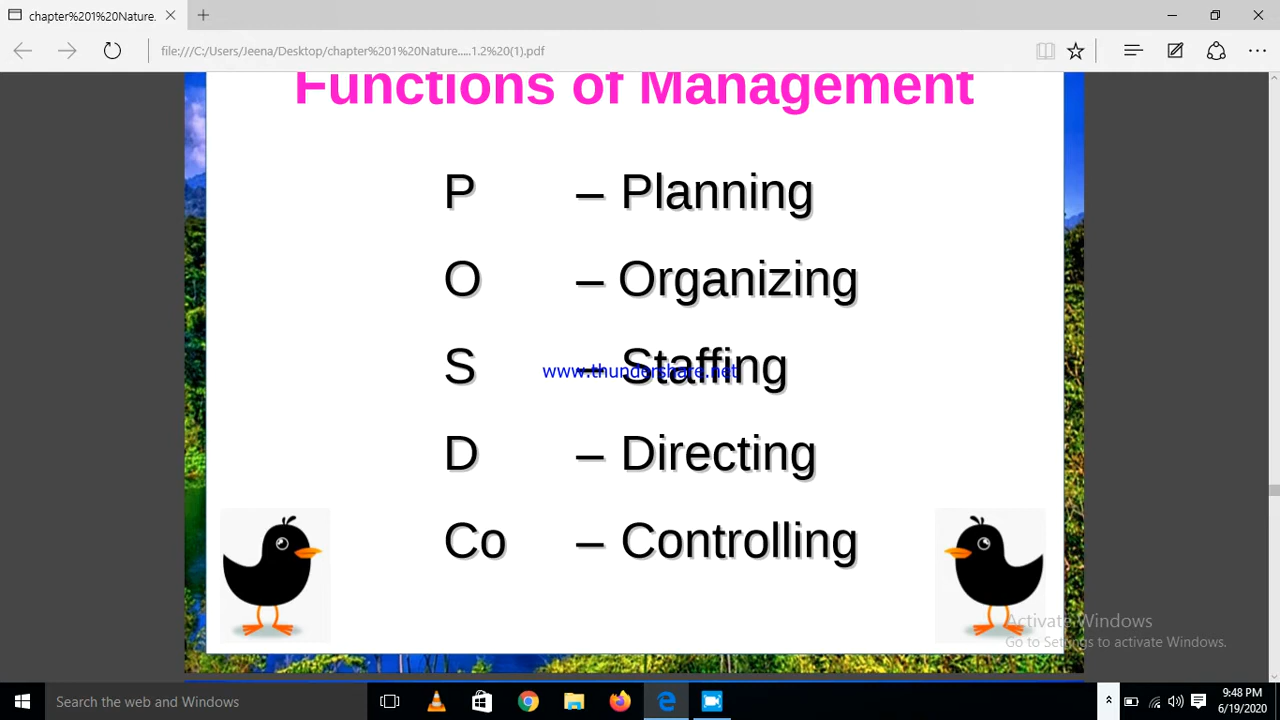 chapter%201%20Nature.
file:///C:/Users/Jeena/Desktop/chapter%201%20Nature.....1.2%20(1).pdf
Functions of Management
P – Planning
O – Organizing
S – Staffing
www.thundershare.net
D – Directing
Co – Controlling
Activate Windows
Go to Settings to activate Windows.
Search the web and Windows
9:48 PM
6/19/2020